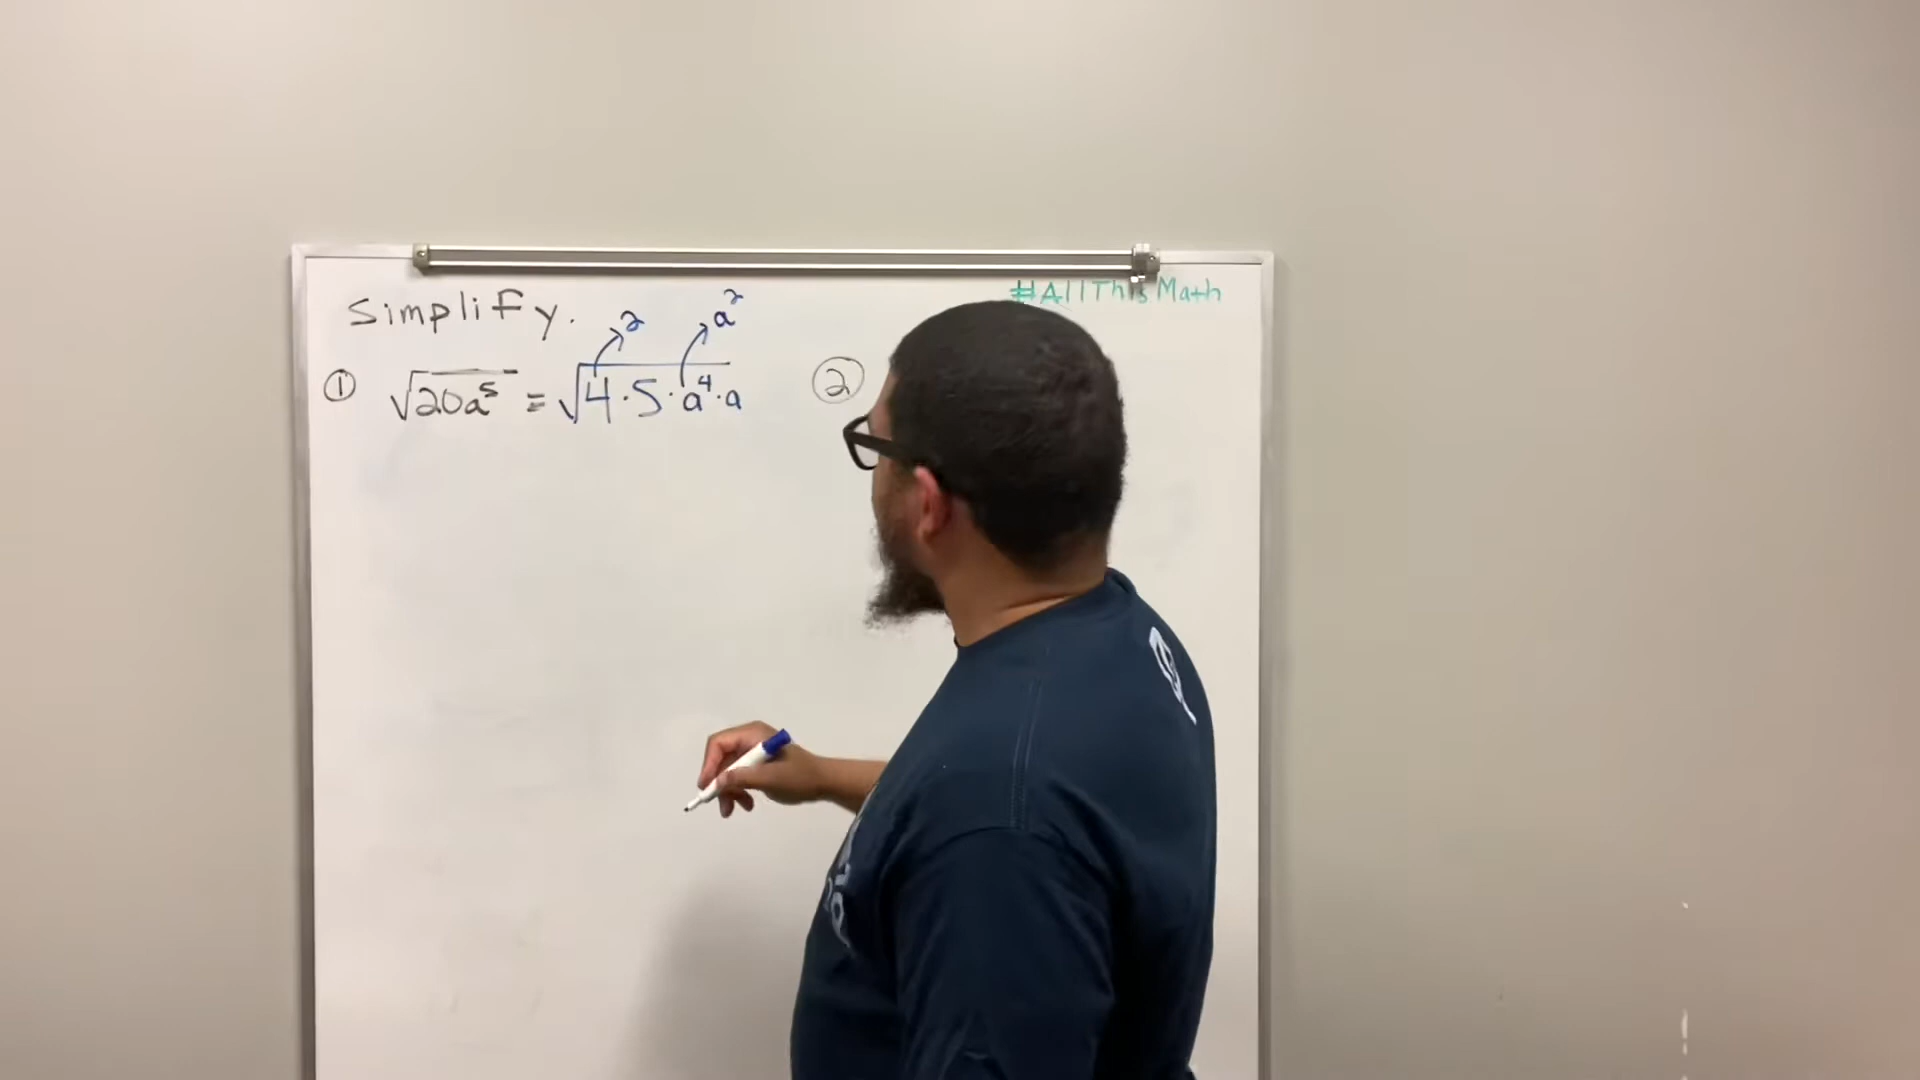 #AllThisMath
Simplify.
2 a²
① √20a⁵ = √4·5·a⁴·a
②